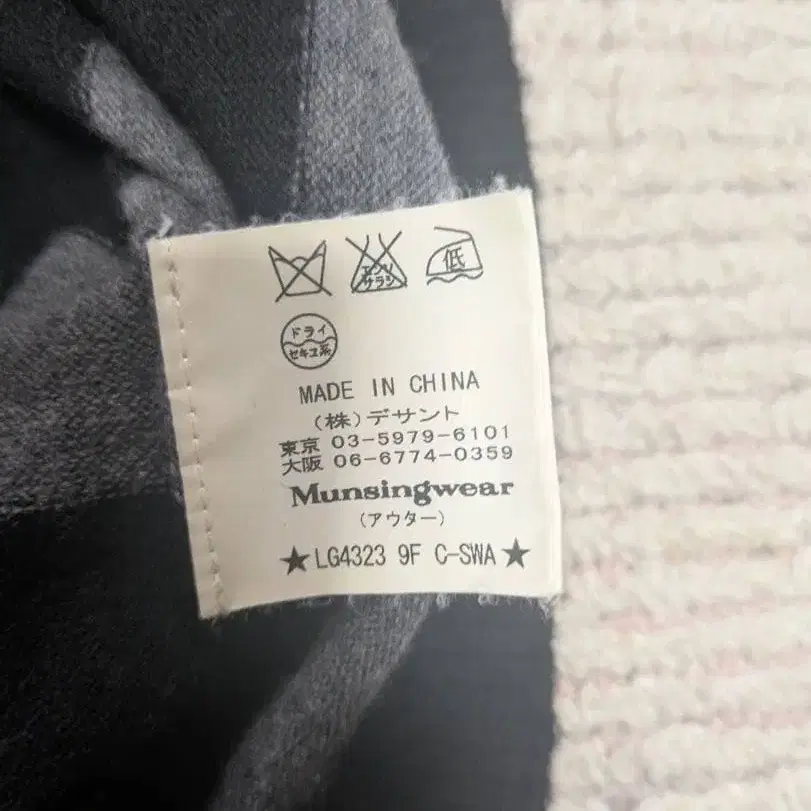 エンソ
サラシ
低
ドライ
セキユ系
MADE IN CHINA
(株)デサント
東京 03-5979-6101
大阪 06-6774-0359
Munsingwear
(アウター)
★LG4323 9F C-SWA★